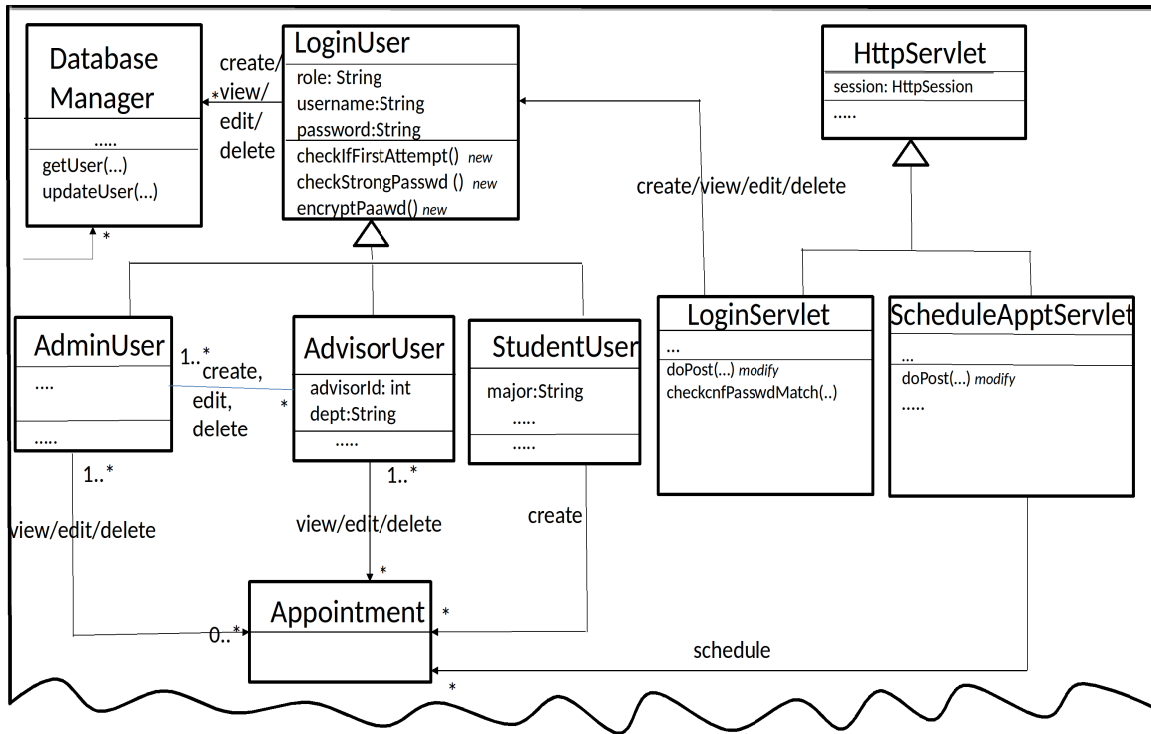 Database
Manager
.....
getUser(...)
updateUser(...)
*
create/
*view/
edit/
delete
LoginUser
role: String
username:String
password:String
checkIfFirstAttempt() new
checkStrongPasswd () new
encryptPaawd() new
create/view/edit/delete
HttpServlet
session: HttpSession
.....
AdminUser
....
.....
1..*
create,
edit,
delete
*
AdvisorUser
advisorId: int
dept:String
.....
StudentUser
major:String
.....
.....
LoginServlet
...
doPost(...) modify
checkcnfPasswdMatch(..)
ScheduleApptServlet
...
doPost(...) modify
.....
1..*
view/edit/delete
0..*
1..*
view/edit/delete
*
create
*
Appointment
schedule
*